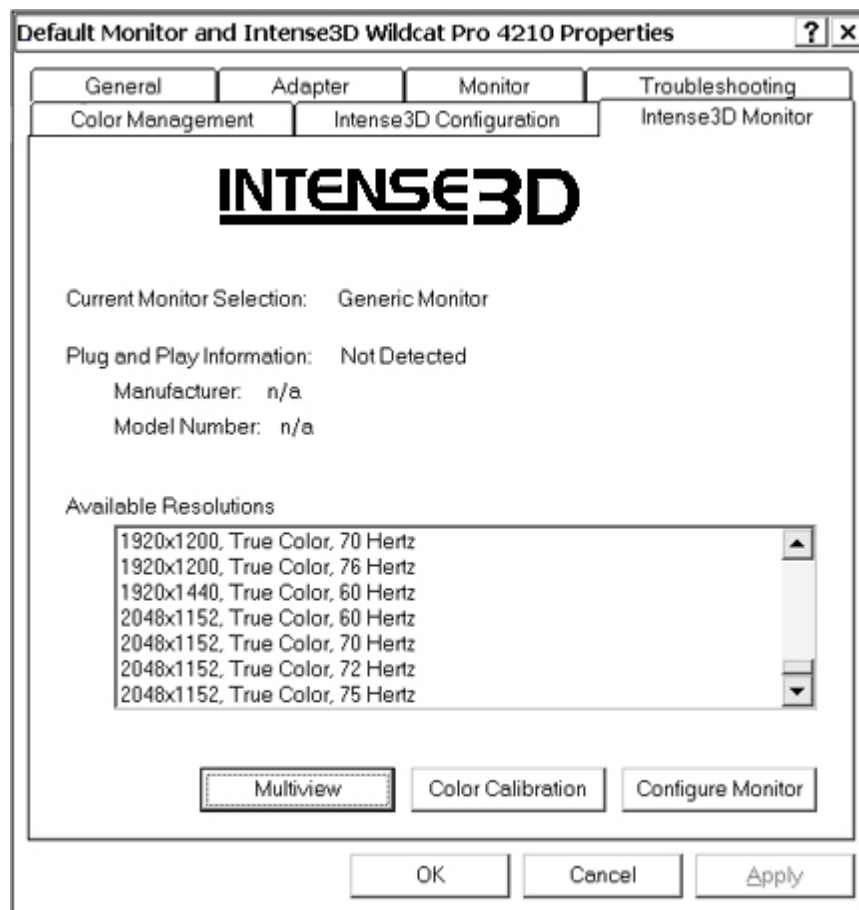 Default Monitor and Intense3D Wildcat Pro 4210 Properties ? ×
General Adapter Monitor Troubleshooting
Color Management Intense3D Configuration Intense3D Monitor
INTENSE3D
Current Monitor Selection: Generic Monitor
Plug and Play Information: Not Detected
Manufacturer: n/a
Model Number: n/a
Available Resolutions
1920x1200, True Color, 70 Hertz
1920x1200, True Color, 76 Hertz
1920x1440, True Color, 60 Hertz
2048x1152, True Color, 60 Hertz
2048x1152, True Color, 70 Hertz
2048x1152, True Color, 72 Hertz
2048x1152, True Color, 75 Hertz
Multiview Color Calibration Configure Monitor
OK Cancel Apply